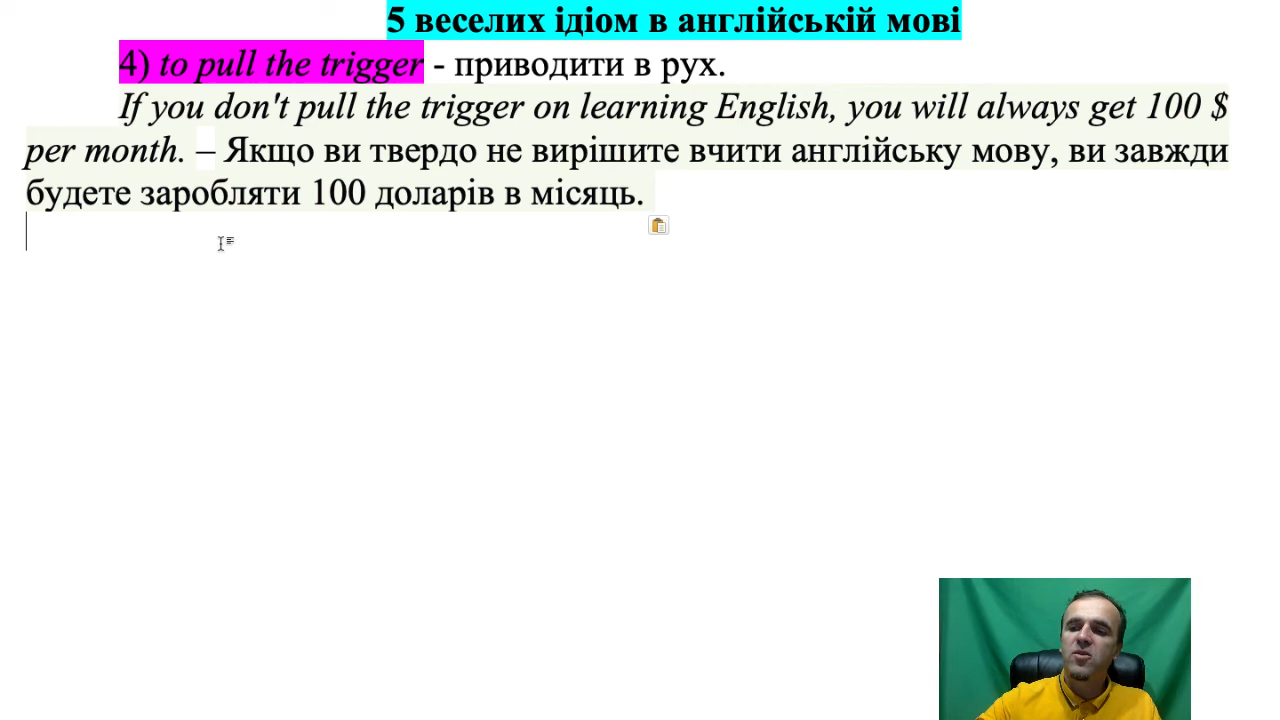 5 веселих ідіом в англійській мові
4) to pull the trigger - приводити в рух.
If you don't pull the trigger on learning English, you will always get 100 $
per month. – Якщо ви твердо не вирішите вчити англійську мову, ви завжди
будете заробляти 100 доларів в місяць.